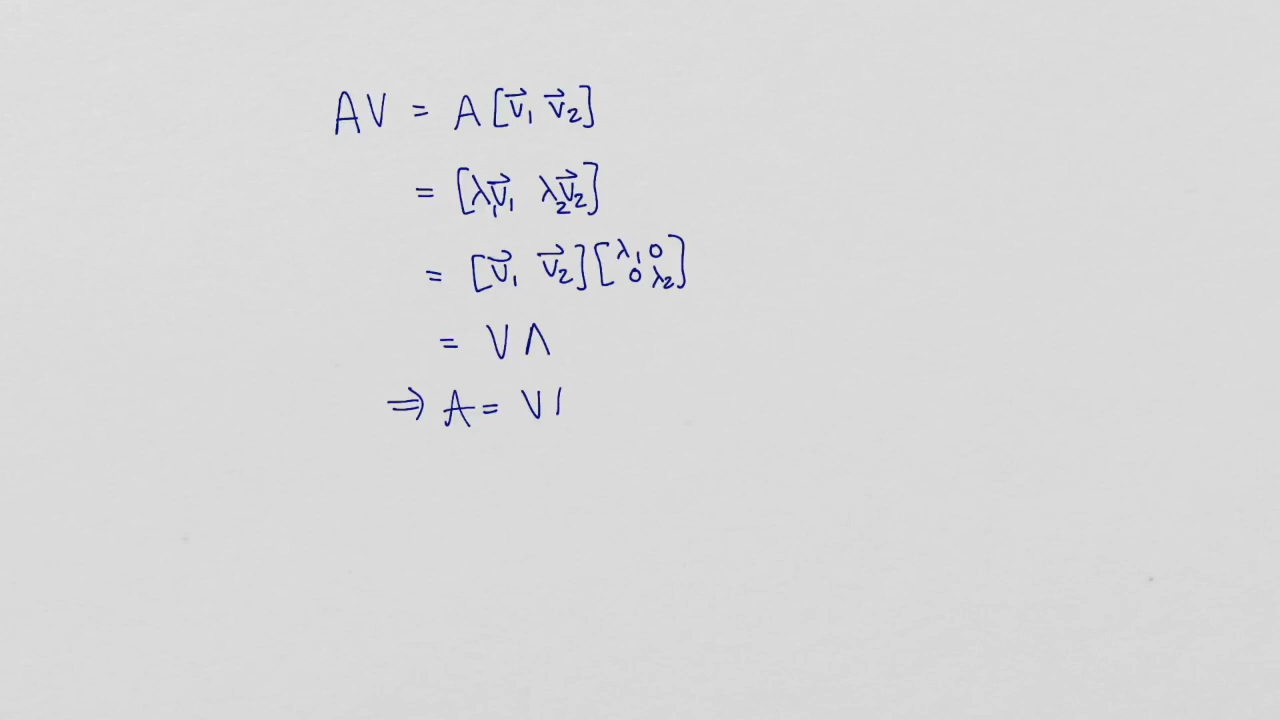 AV = A[v⃗₁ v⃗₂]
= [λ₁v⃗₁ λ₂v⃗₂]
= [v⃗₁ v⃗₂][λ₁ 0
0 λ₂]
= VΛ
⇒ A = V/